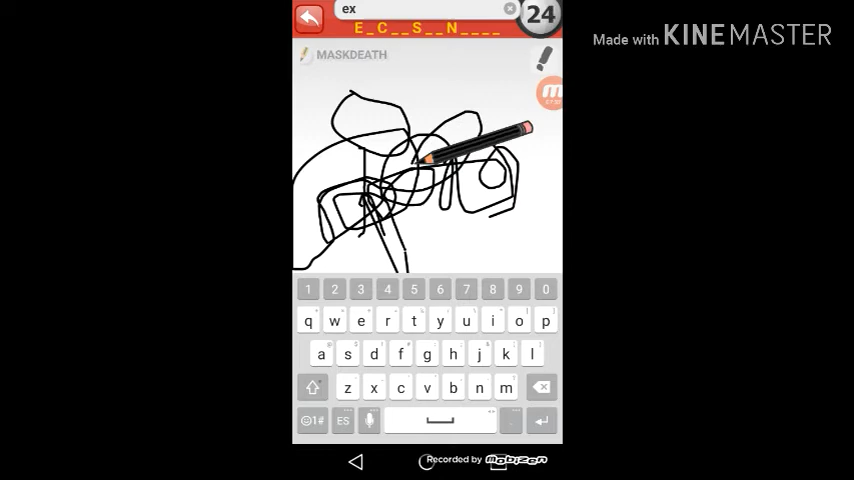 ex
24
E_C__S__N____
Made with KINEMASTER
MASKDEATH
1 2 3 4 5 6 7 8 9 0
q w e r t y u i o p
a s d f g h j k l
z x c v b n m
☺1# ES .
Recorded by mobizen